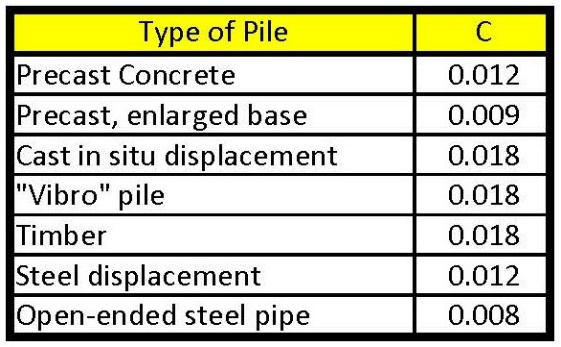 Type of Pile C
Precast Concrete 0.012
Precast, enlarged base 0.009
Cast in situ displacement 0.018
"Vibro" pile 0.018
Timber 0.018
Steel displacement 0.012
Open-ended steel pipe 0.008